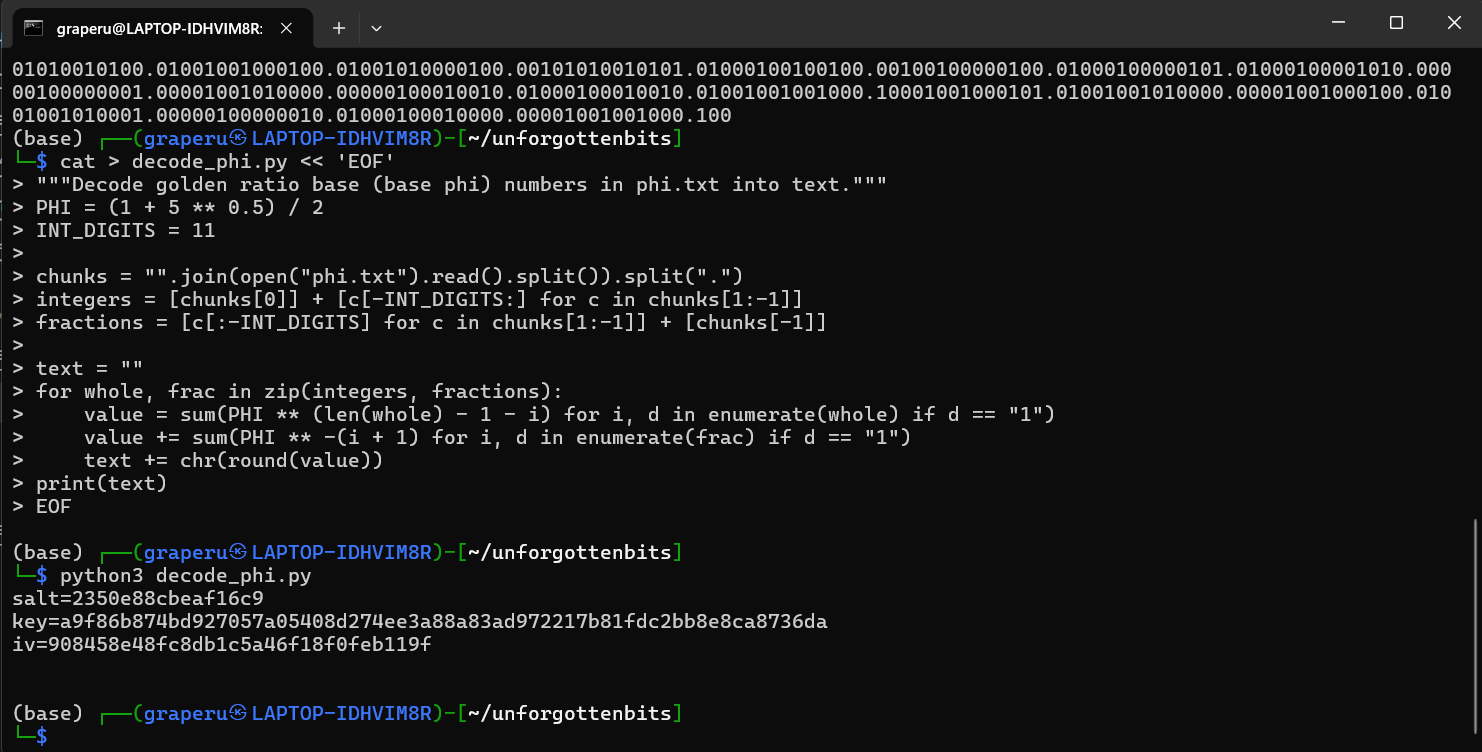 graperu@LAPTOP-IDHVIM8R:
01010010100.01001001000100.01001010000100.00101010010101.01000100100100.00100100000100.01000100000101.01000100001010.000
00100000001.00001001010000.00000100010010.01000100010010.01001001001000.10001001000101.01001001010000.00001001000100.010
01001010001.00000100000010.01000100010000.00001001001000.100
(base) ┌──(graperu㉿LAPTOP-IDHVIM8R)-[~/unforgottenbits]
└─$ cat > decode_phi.py << 'EOF'
> """Decode golden ratio base (base phi) numbers in phi.txt into text."""
> PHI = (1 + 5 ** 0.5) / 2
> INT_DIGITS = 11
>
> chunks = "".join(open("phi.txt").read().split()).split(".")
> integers = [chunks[0]] + [c[-INT_DIGITS:] for c in chunks[1:-1]]
> fractions = [c[:-INT_DIGITS] for c in chunks[1:-1]] + [chunks[-1]]
>
> text = ""
> for whole, frac in zip(integers, fractions):
>     value = sum(PHI ** (len(whole) - 1 - i) for i, d in enumerate(whole) if d == "1")
>     value += sum(PHI ** -(i + 1) for i, d in enumerate(frac) if d == "1")
>     text += chr(round(value))
> print(text)
> EOF
(base) ┌──(graperu㉿LAPTOP-IDHVIM8R)-[~/unforgottenbits]
└─$ python3 decode_phi.py
salt=2350e88cbeaf16c9
key=a9f86b874bd927057a05408d274ee3a88a83ad972217b81fdc2bb8e8ca8736da
iv=908458e48fc8db1c5a46f18f0feb119f
(base) ┌──(graperu㉿LAPTOP-IDHVIM8R)-[~/unforgottenbits]
└─$